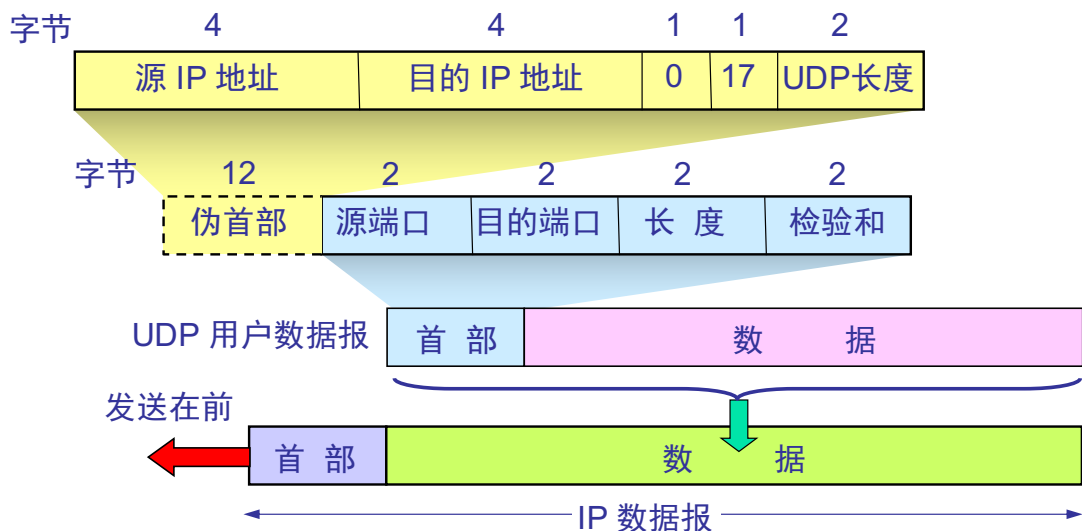 字节 4 4 1 1 2
源 IP 地址 目的 IP 地址 0 17 UDP长度
字节 12 2 2 2 2
伪首部 源端口 目的端口 长 度 检验和
UDP 用户数据报 首 部 数 据
发送在前
首 部 数 据
IP 数据报